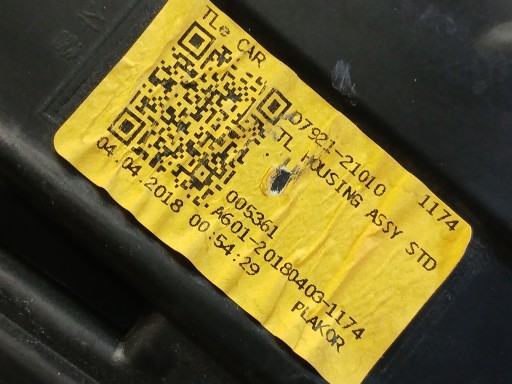 TLe CAR
D7921-21010 1174
TL HOUSING ASSY STD
005361
A601-20180403-1174
04.04.2018 00:54:29
PLAKOR